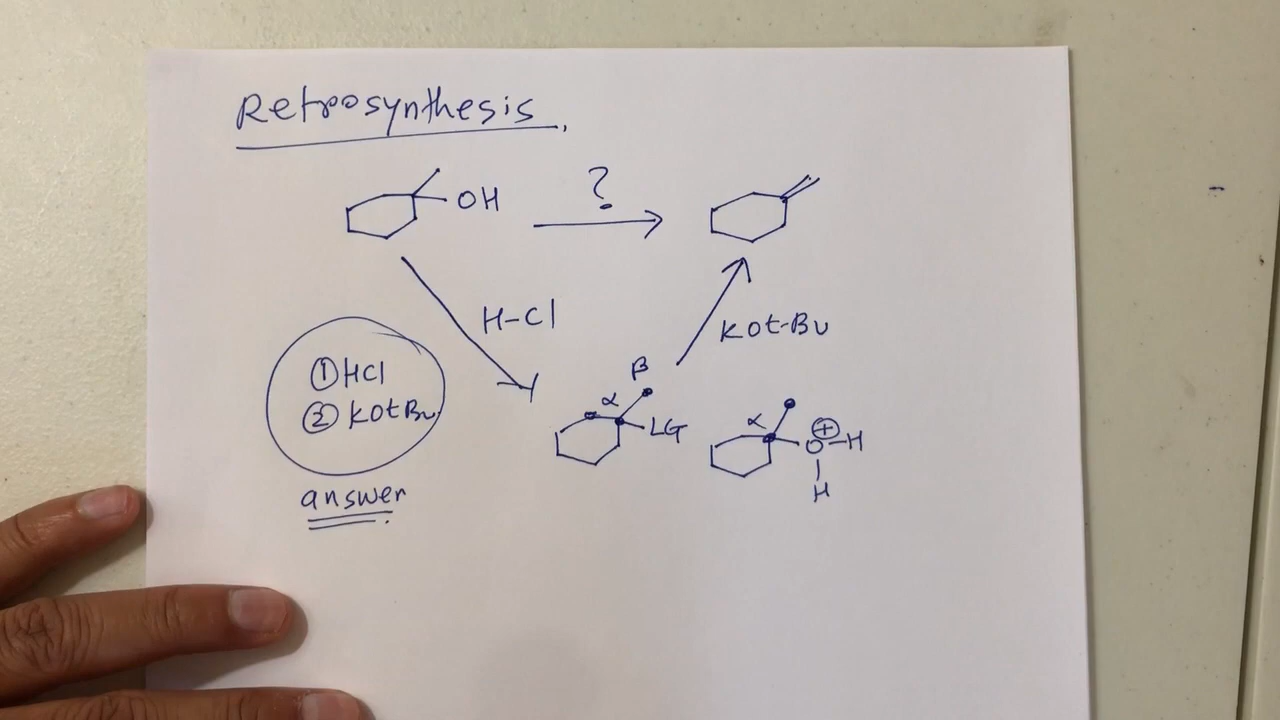 Retrosynthesis.
OH
?
H-Cl
KOt-Bu
① HCl
② KOtBu
answer
β
α
LG
α
O ⊕ -H
H